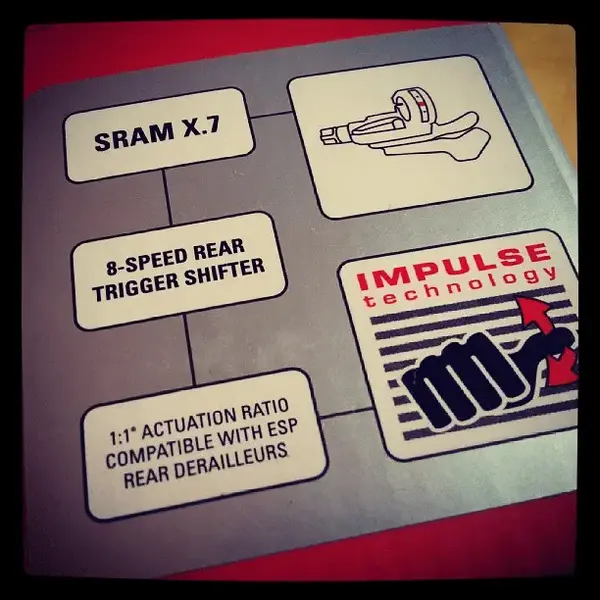 SRAM X.7
8-SPEED REAR
TRIGGER SHIFTER
1:1* ACTUATION RATIO
COMPATIBLE WITH ESP
REAR DERAILLEURS
IMPULSE
technology